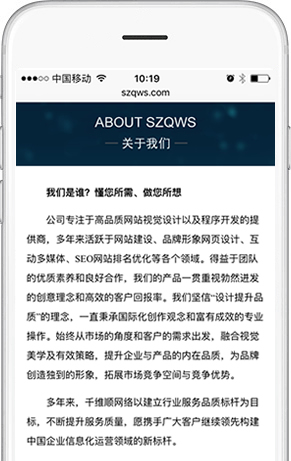 ●●●○○ 中国移动 10:19
szqws.com
ABOUT SZQWS
关于我们
我们是谁？懂您所需、做您所想
公司专注于高品质网站视觉设计以及程序开发的提
供商，多年来活跃于网站建设、品牌形象网页设计、互
动多媒体、SEO网站排名优化等各个领域。得益于团队
的优质素养和良好合作，我们的产品一贯重视勃然迸发
的创意理念和高效的客户回报率。我们坚信“设计提升品
质”的理念，一直秉承国际化创作观念和富有成效的专业
操作。始终从市场的角度和客户的需求出发，融合视觉
美学及有效策略，提升企业与产品的内在品质，为品牌
创造独到的形象，拓展市场竞争空间与竞争优势。
多年来，千维顺网络以建立行业服务品质标杆为目
标，不断提升服务质量，愿携手广大客户继续领先构建
中国企业信息化运营领域的新标杆。